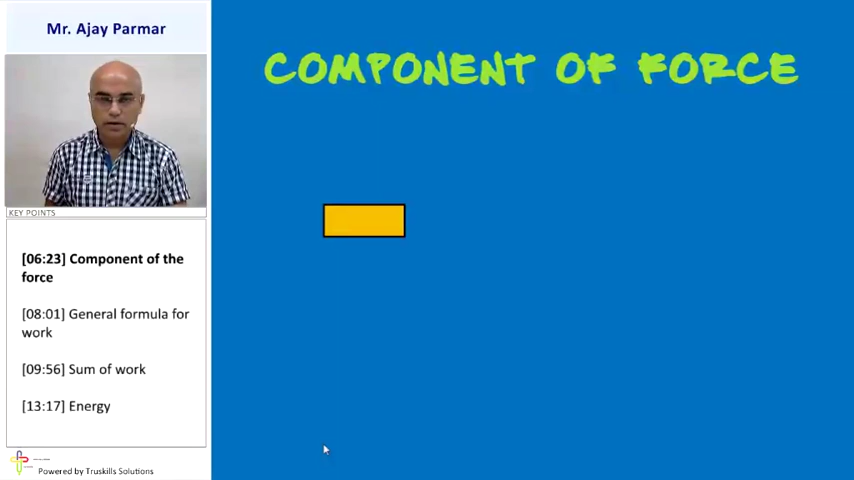 Mr. Ajay Parmar
COMPONENT OF FORCE
KEY POINTS
[06:23] Component of the
force
[08:01] General formula for
work
[09:56] Sum of work
[13:17] Energy
Powered by Truskills Solutions